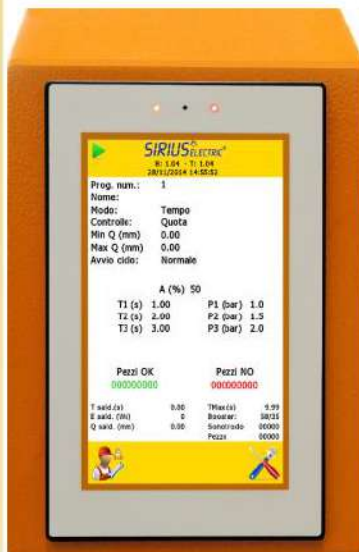 SIRIUS ELECTRIC®
B: 1.04 - T: 1.04
28/11/2014 14:55:52
Prog. num.: 1
Nome:
Modo: Tempo
Controllo: Quota
Min Q (mm) 0.00
Max Q (mm) 0.00
Avvio ciclo: Normale
A (%) 50
T1 (s) 1.00 P1 (bar) 1.0
T2 (s) 2.00 P2 (bar) 1.5
T3 (s) 3.00 P3 (bar) 2.0
Pezzi OK Pezzi NO
000000000 000000000
T sald.(s) 0.00 TMax(s) 9.99
E sald. (Ws) 0 Booster: 50/35
Q sald. (mm) 0.00 Sonotrodo 00000
Pezzo 00000